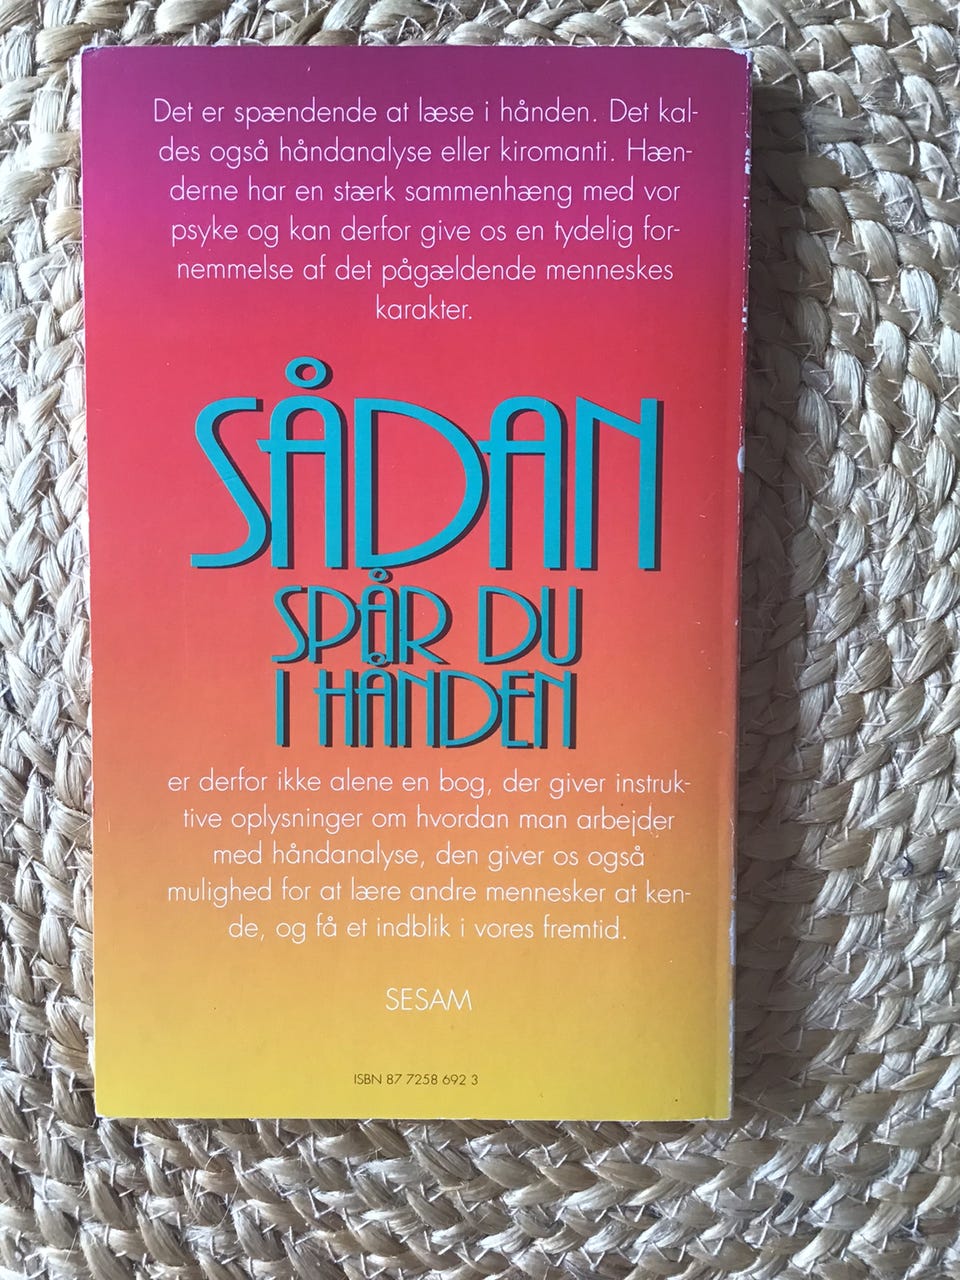 Det er spændende at læse i hånden. Det kal-
des også håndanalyse eller kiromanti. Hæn-
derne har en stærk sammenhæng med vor
psyke og kan derfor give os en tydelig for-
nemmelse af det pågældende menneskes
karakter.
SÅDAN
SPÅR DU
I HÅNDEN
er derfor ikke alene en bog, der giver instruk-
tive oplysninger om hvordan man arbejder
med håndanalyse, den giver os også
mulighed for at lære andre mennesker at ken-
de, og få et indblik i vores fremtid.
SESAM
ISBN 87 7258 692 3